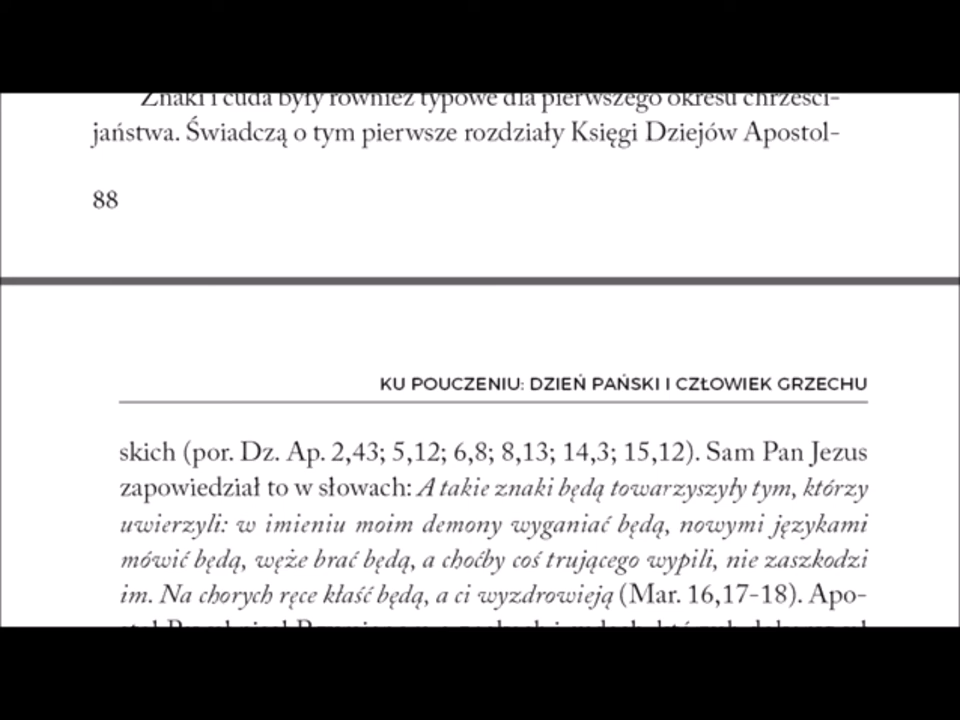 Znaki i cuda były również typowe dla pierwszego okresu chrześci-
jaństwa. Świadczą o tym pierwsze rozdziały Księgi Dziejów Apostol-
88
KU POUCZENIU: DZIEŃ PAŃSKI I CZŁOWIEK GRZECHU
skich (por. Dz. Ap. 2,43; 5,12; 6,8; 8,13; 14,3; 15,12). Sam Pan Jezus
zapowiedział to w słowach: A takie znaki będą towarzyszyły tym, którzy
uwierzyli: w imieniu moim demony wyganiać będą, nowymi językami
mówić będą, węże brać będą, a choćby coś trującego wypili, nie zaszkodzi
im. Na chorych ręce kłaść będą, a ci wyzdrowieją (Mar. 16,17-18). Apo-